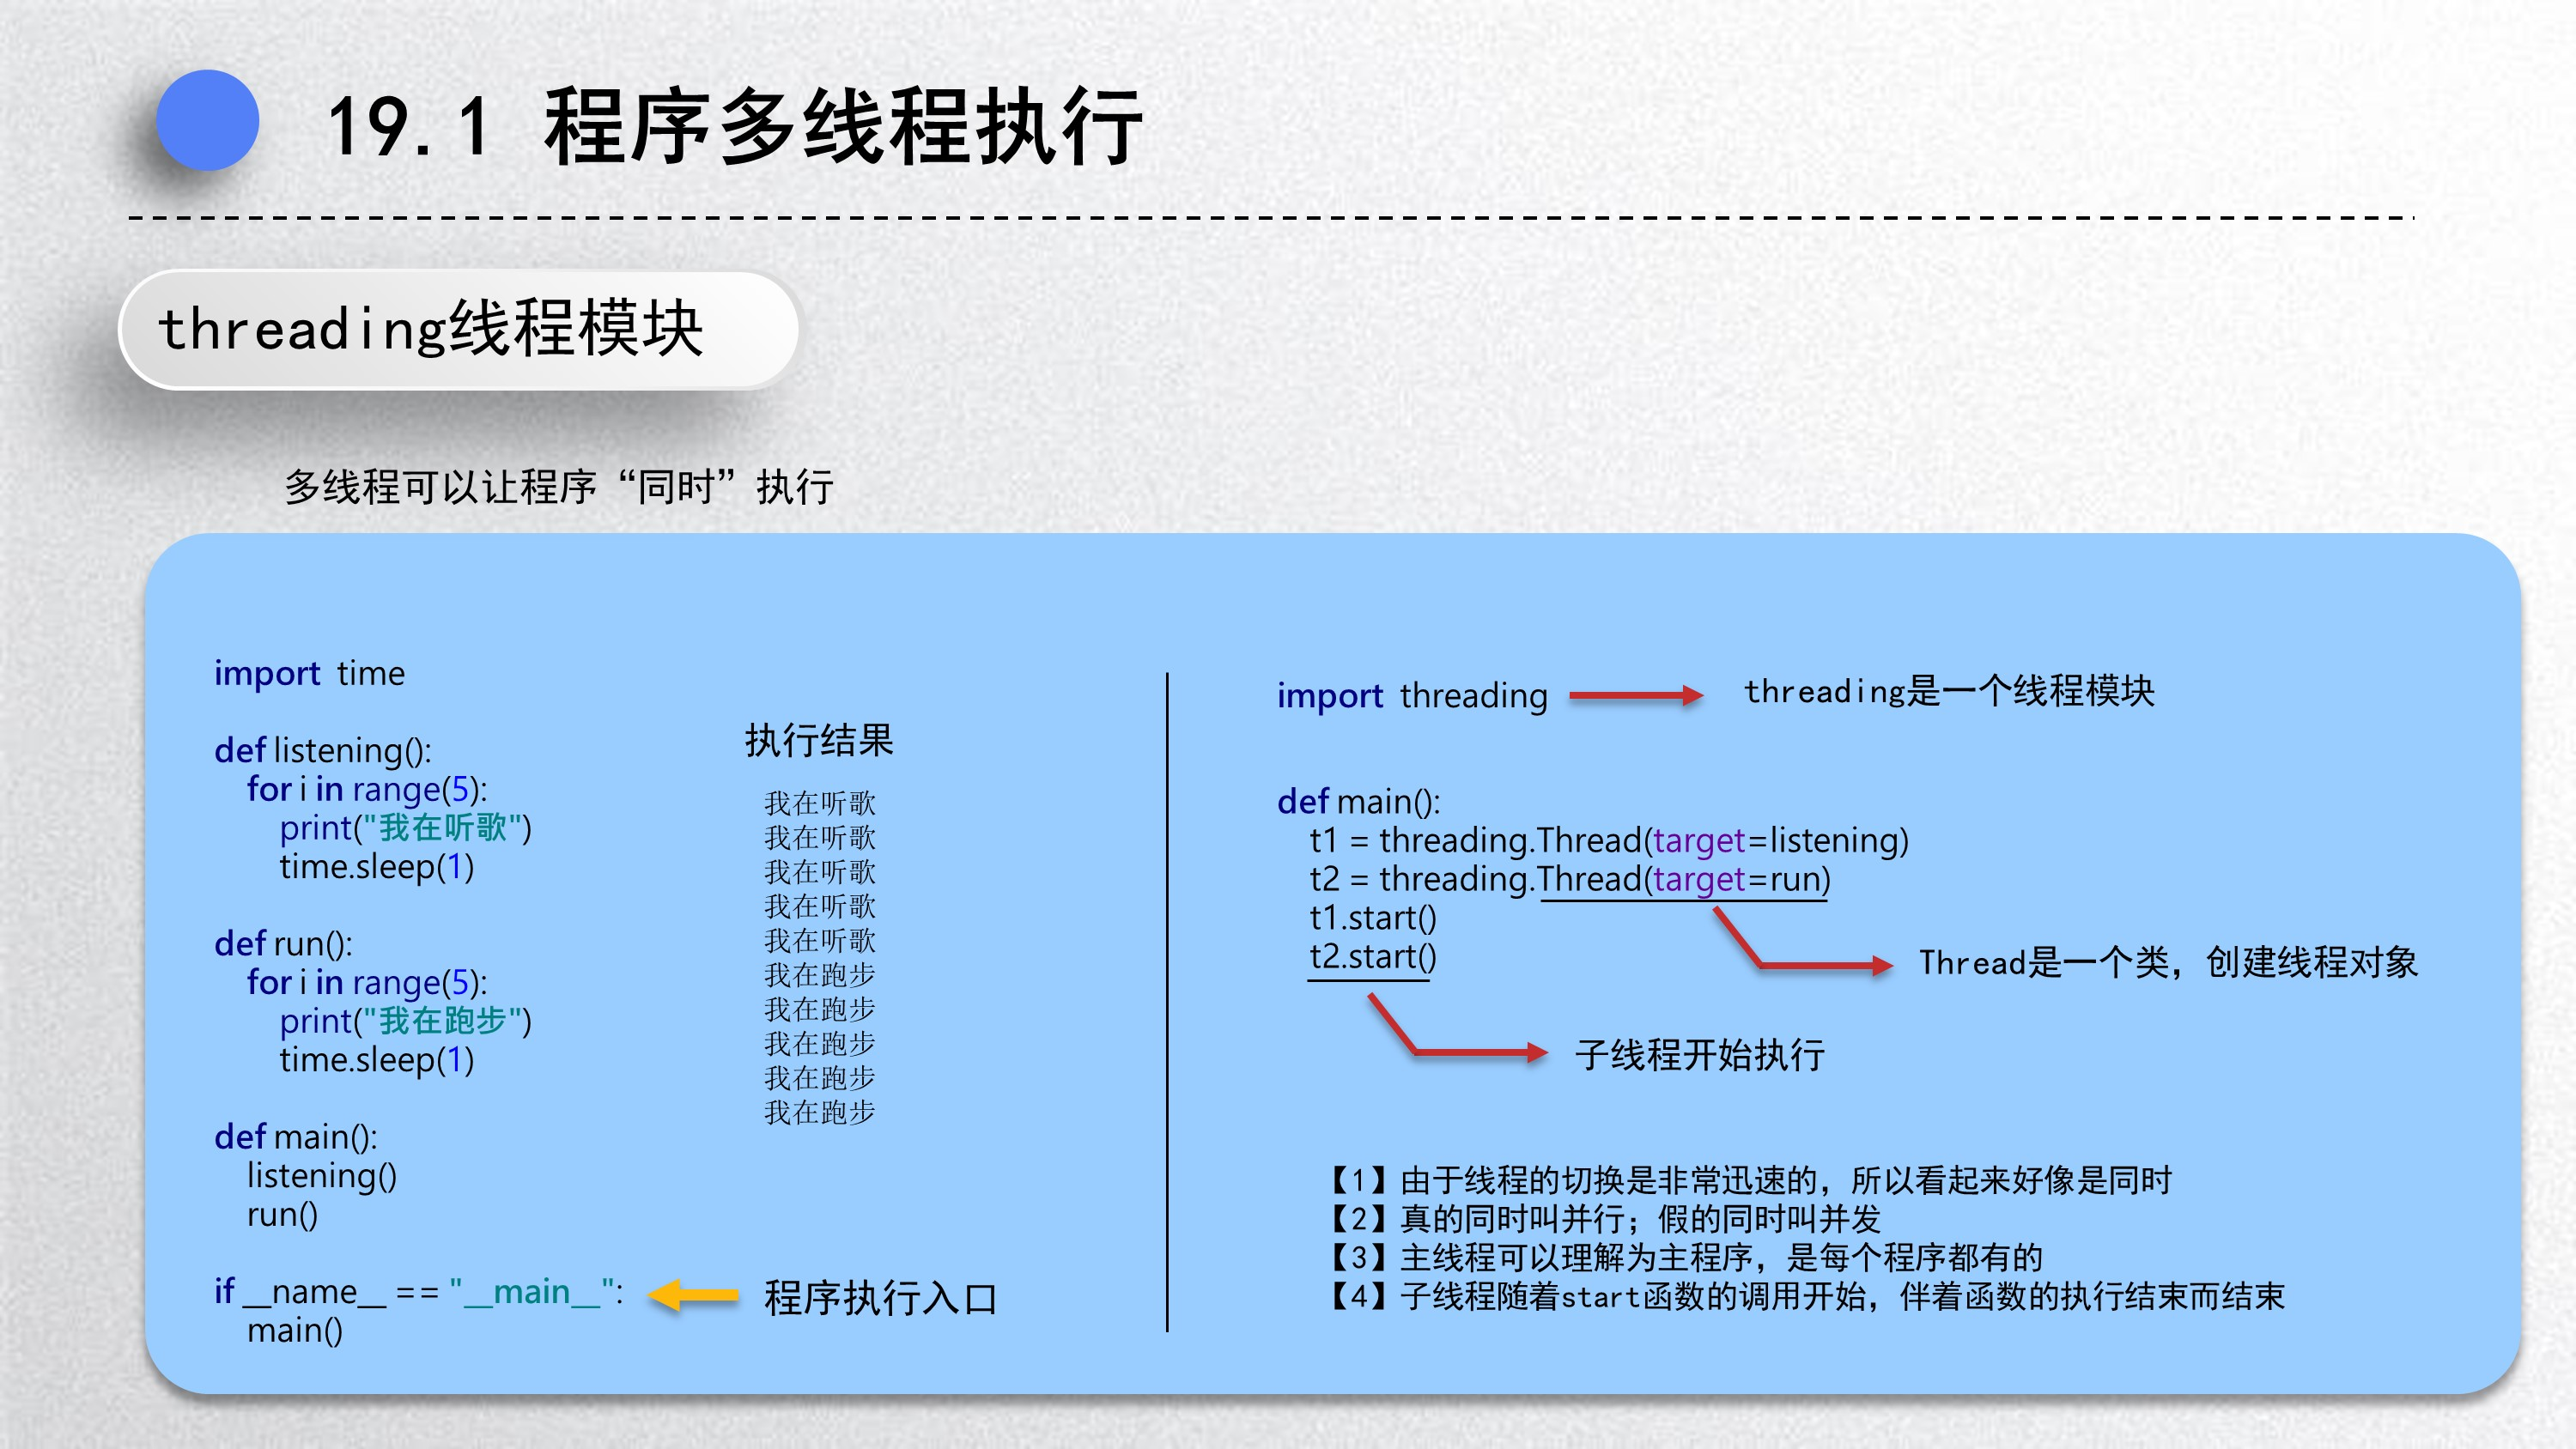 19.1 程序多线程执行
threading线程模块
多线程可以让程序“同时”执行
import time
def listening():
for i in range(5):
print("我在听歌")
time.sleep(1)
def run():
for i in range(5):
print("我在跑步")
time.sleep(1)
def main():
listening()
run()
if __name__ == "__main__":
main()
执行结果
我在听歌
我在听歌
我在听歌
我在听歌
我在听歌
我在跑步
我在跑步
我在跑步
我在跑步
我在跑步
程序执行入口
import threading
threading是一个线程模块
def main():
t1 = threading.Thread(target=listening)
t2 = threading.Thread(target=run)
t1.start()
t2.start()
Thread是一个类，创建线程对象
子线程开始执行
【1】由于线程的切换是非常迅速的，所以看起来好像是同时
【2】真的同时叫并行；假的同时叫并发
【3】主线程可以理解为主程序，是每个程序都有的
【4】子线程随着start函数的调用开始，伴着函数的执行结束而结束